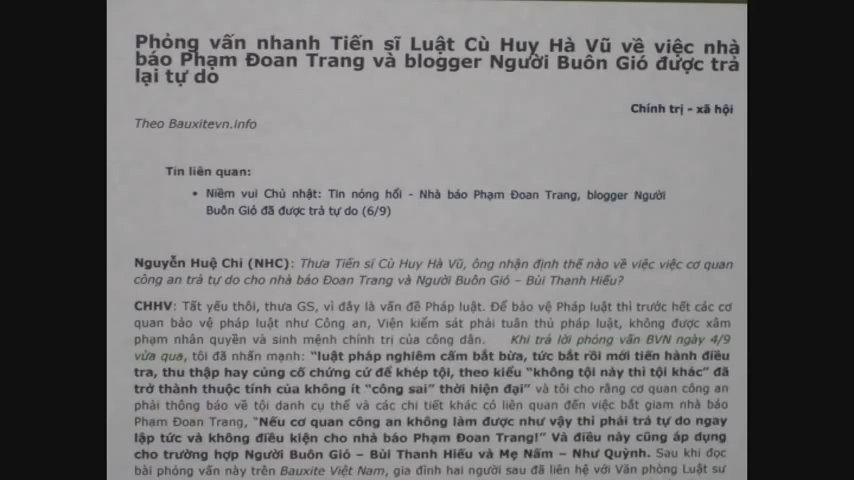 Phỏng vấn nhanh Tiến sĩ Luật Cù Huy Hà Vũ về việc nhà
báo Phạm Đoan Trang và blogger Người Buôn Gió được trả
lại tự do
Chính trị - xã hội
Theo Bauxitevn.info
Tin liên quan:
• Niềm vui Chủ nhật: Tin nóng hổi - Nhà báo Phạm Đoan Trang, blogger Người
Buôn Gió đã được trả tự do (6/9)
Nguyễn Huệ Chi (NHC): Thưa Tiến sĩ Cù Huy Hà Vũ, ông nhận định thế nào về việc việc cơ quan
công an trả tự do cho nhà báo Đoan Trang và Người Buôn Gió – Bùi Thanh Hiếu?
CHHV: Tất yếu thôi, thưa GS, vì đây là vấn đề Pháp luật. Để bảo vệ Pháp luật thì trước hết các cơ
quan bảo vệ pháp luật như Công an, Viện kiểm sát phải tuân thủ pháp luật, không được xâm
phạm nhân quyền và sinh mệnh chính trị của công dân. Khi trả lời phỏng vấn BVN ngày 4/9
vừa qua, tôi đã nhấn mạnh: “luật pháp nghiêm cấm bắt bừa, tức bắt rồi mới tiến hành điều
tra, thu thập hay củng cố chứng cứ để khép tội, theo kiểu “không tội này thì tội khác” đã
trở thành thuộc tính của không ít “công sai” thời hiện đại” và tôi cho rằng cơ quan công an
phải thông báo về tội danh cụ thể và các chi tiết khác có liên quan đến việc bắt giam nhà báo
Phạm Đoan Trang, “Nếu cơ quan công an không làm được như vậy thì phải trả tự do ngay
lập tức và không điều kiện cho nhà báo Phạm Đoan Trang!” Và điều này cũng áp dụng
cho trường hợp Người Buôn Gió – Bùi Thanh Hiếu và Mẹ Nấm – Như Quỳnh. Sau khi đọc
bài phỏng vấn này trên Bauxite Việt Nam, gia đình hai người sau đã liên hệ với Văn phòng Luật sư